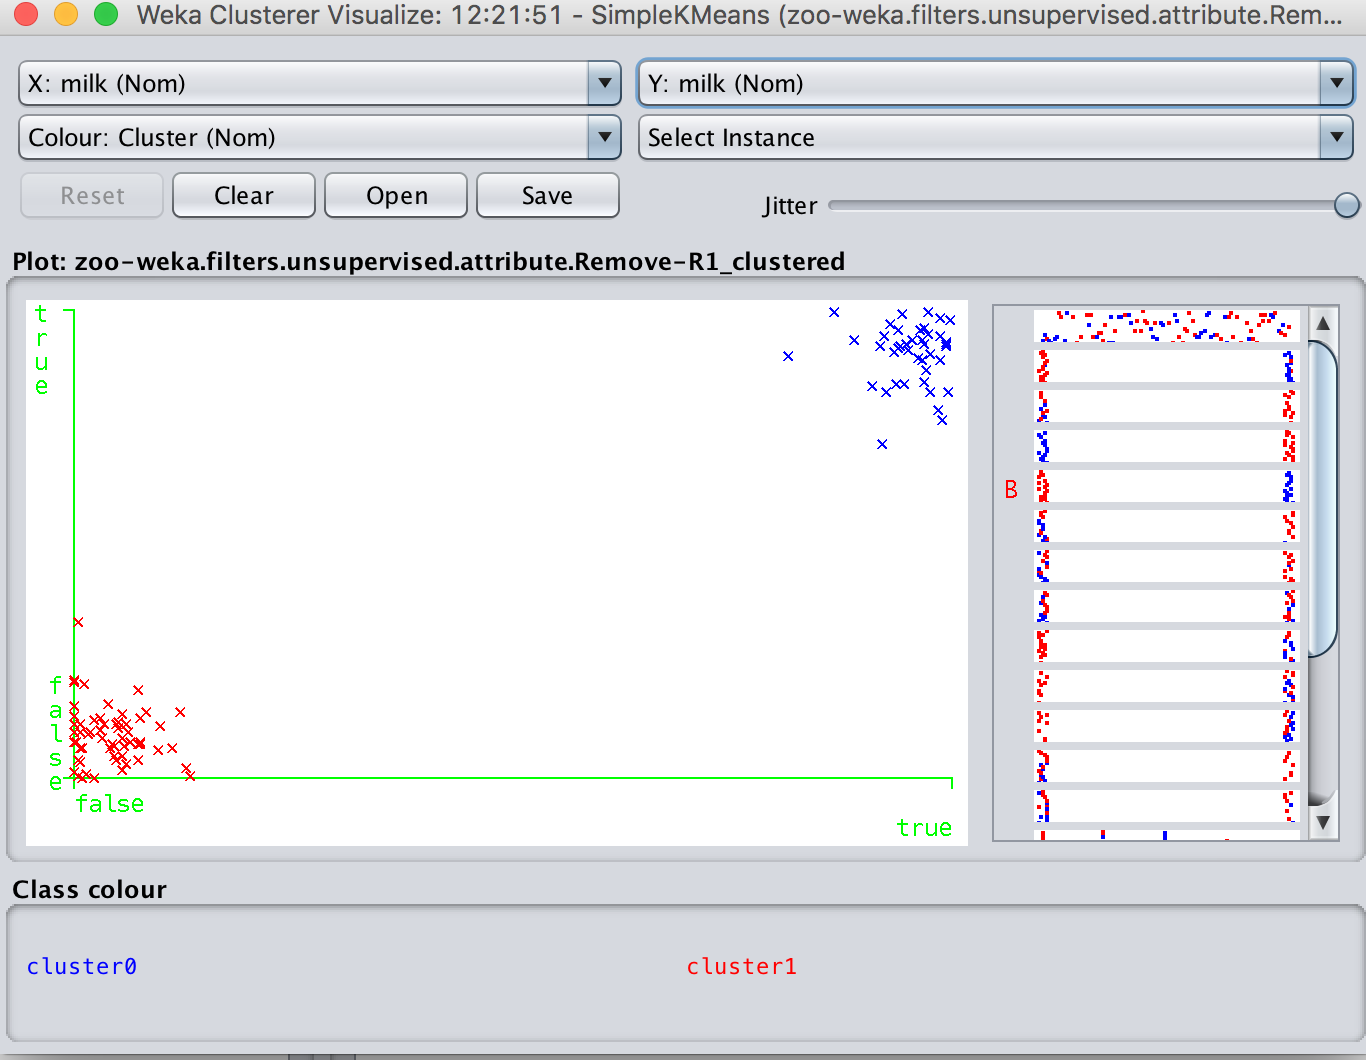 Weka Clusterer Visualize: 12:21:51 - SimpleKMeans (zoo-weka.filters.unsupervised.attribute.Rem...
X: milk (Nom)
Y: milk (Nom)
Colour: Cluster (Nom)
Select Instance
Reset
Clear
Open
Save
Jitter
Plot: zoo-weka.filters.unsupervised.attribute.Remove-R1_clustered
true
false
false
true
B
Class colour
cluster0
cluster1